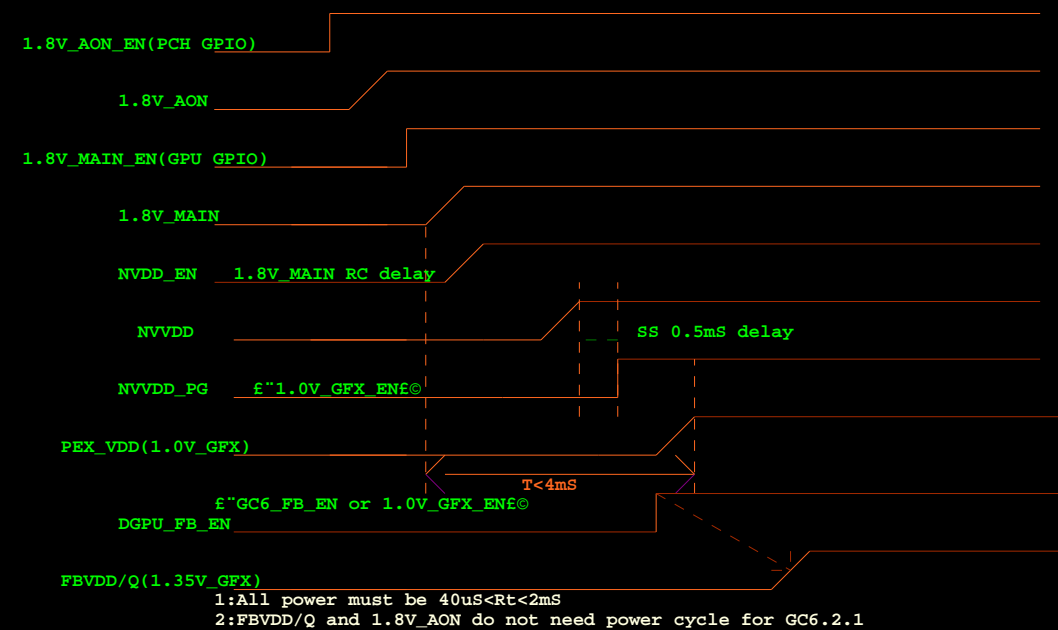 1.8V_AON_EN(PCH GPIO)
1.8V_AON
1.8V_MAIN_EN(GPU GPIO)
1.8V_MAIN
NVDD_EN 1.8V_MAIN RC delay
NVVDD SS 0.5mS delay
NVVDD_PG £¨1.0V_GFX_EN£©
PEX_VDD(1.0V_GFX)
T<4mS
£¨GC6_FB_EN or 1.0V_GFX_EN£©
DGPU_FB_EN
FBVDD/Q(1.35V_GFX)
1:All power must be 40uS<Rt<2mS
2:FBVDD/Q and 1.8V_AON do not need power cycle for GC6.2.1